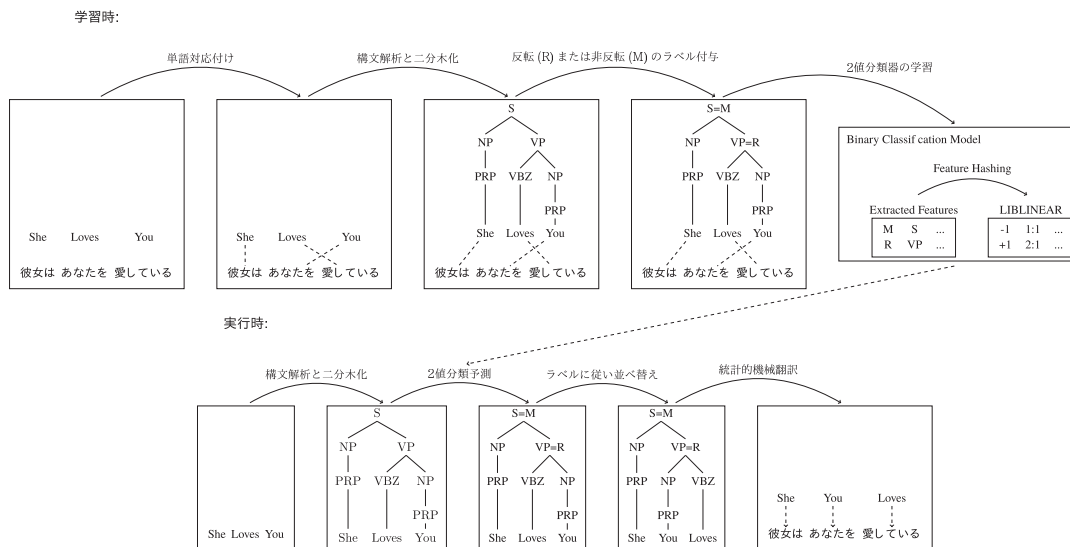 学習時:
単語対応付け
構文解析と二分木化
反転 (R) または非反転 (M) のラベル付与
2値分類器の学習
She Loves You
彼女は あなたを 愛している
She Loves You
彼女は あなたを 愛している
S
NP VP
PRP VBZ NP
PRP
She Loves You
彼女は あなたを 愛している
S=M
NP VP=R
PRP VBZ NP
PRP
She Loves You
彼女は あなたを 愛している
Binary Classif cation Model
Feature Hashing
Extracted Features LIBLINEAR
M S ... -1 1:1 ...
R VP ... +1 2:1 ...
実行時:
構文解析と二分木化
2値分類予測
ラベルに従い並べ替え
統計的機械翻訳
She Loves You
S
NP VP
PRP VBZ NP
PRP
She Loves You
S=M
NP VP=R
PRP VBZ NP
PRP
She Loves You
S=M
NP VP=R
PRP NP VBZ
PRP
She You Loves
She You Loves
彼女は あなたを 愛している